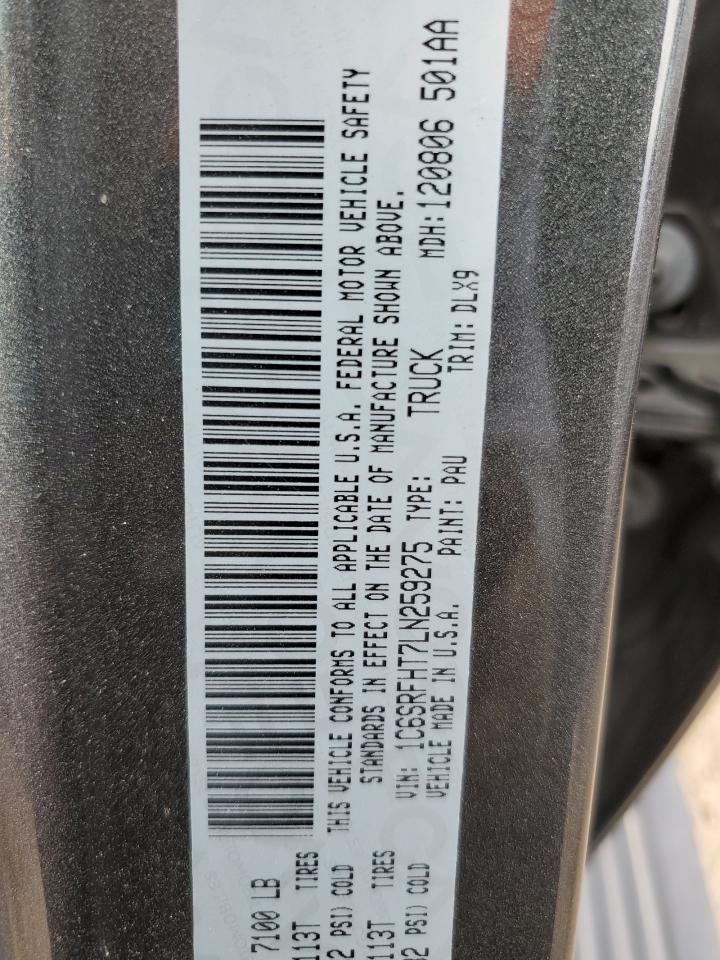 7100 LB
113T TIRES
2 PSI) COLD
113T TIRES
32 PSI) COLD
THIS VEHICLE CONFORMS TO ALL APPLICABLE U.S.A. FEDERAL MOTOR VEHICLE SAFETY
STANDARDS IN EFFECT ON THE DATE OF MANUFACTURE SHOWN ABOVE.
VIN: 1C6SRFHT7LN259275 TYPE: TRUCK MDH:120806 501AA
VEHICLE MADE IN U.S.A. PAINT: PAU TRIM: DLX9